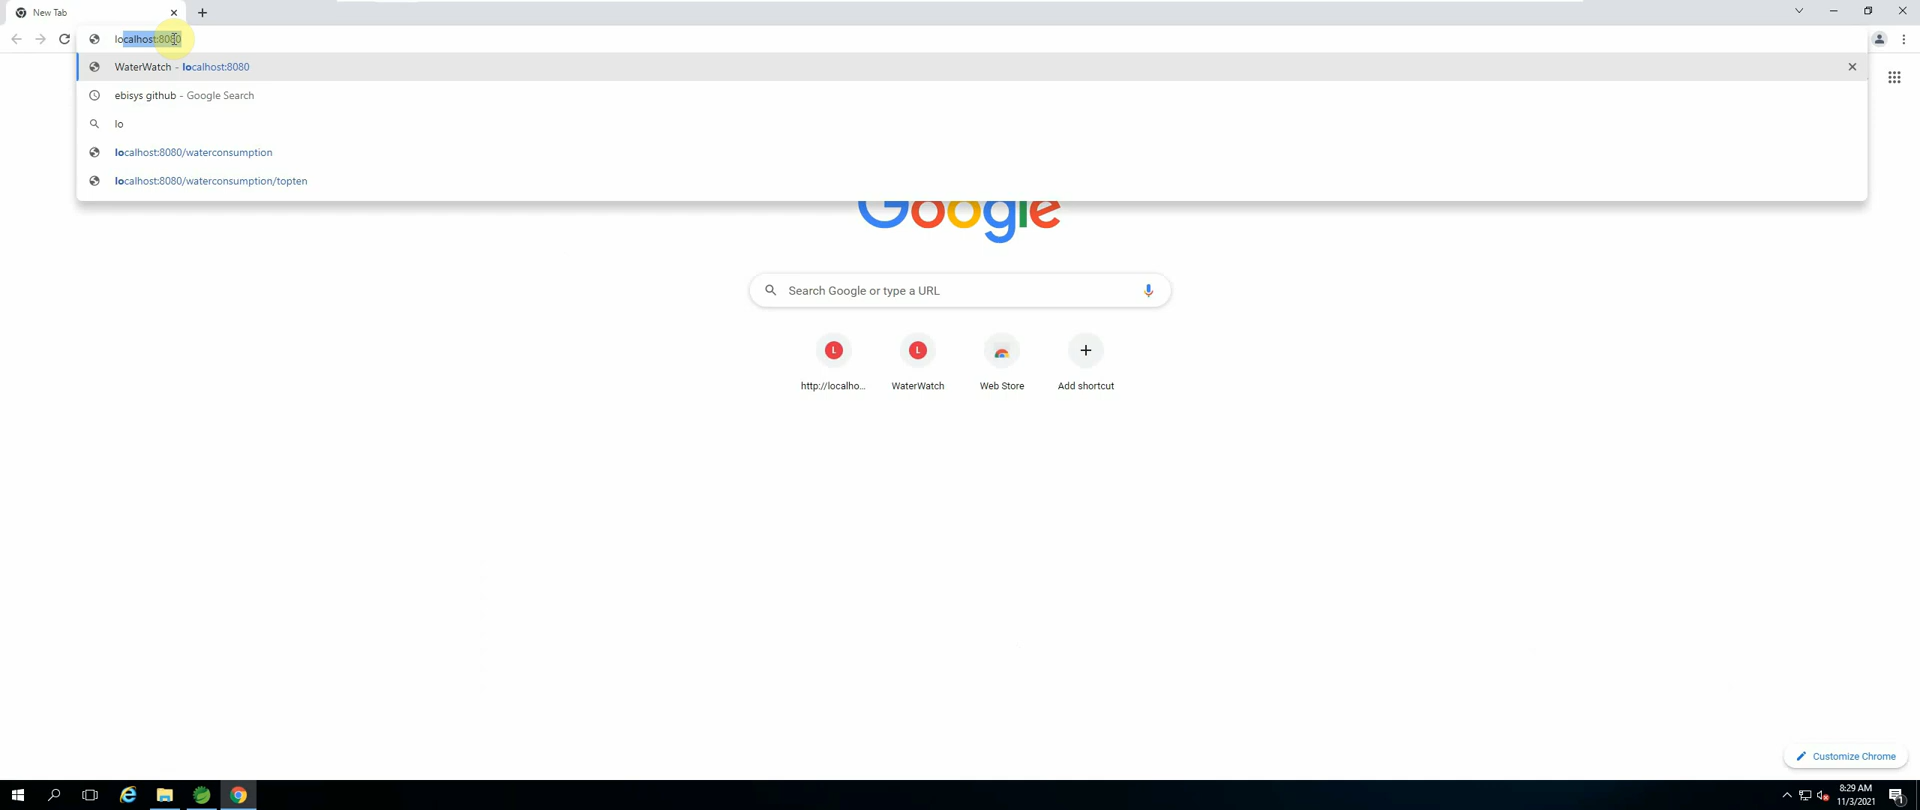 New Tab
localhost:8080
WaterWatch - localhost:8080
ebisys github - Google Search
lo
localhost:8080/waterconsumption
localhost:8080/waterconsumption/topten
Google
Search Google or type a URL
L
L
http://localho...
WaterWatch
Web Store
Add shortcut
Customize Chrome
8:29 AM
11/3/2021
1